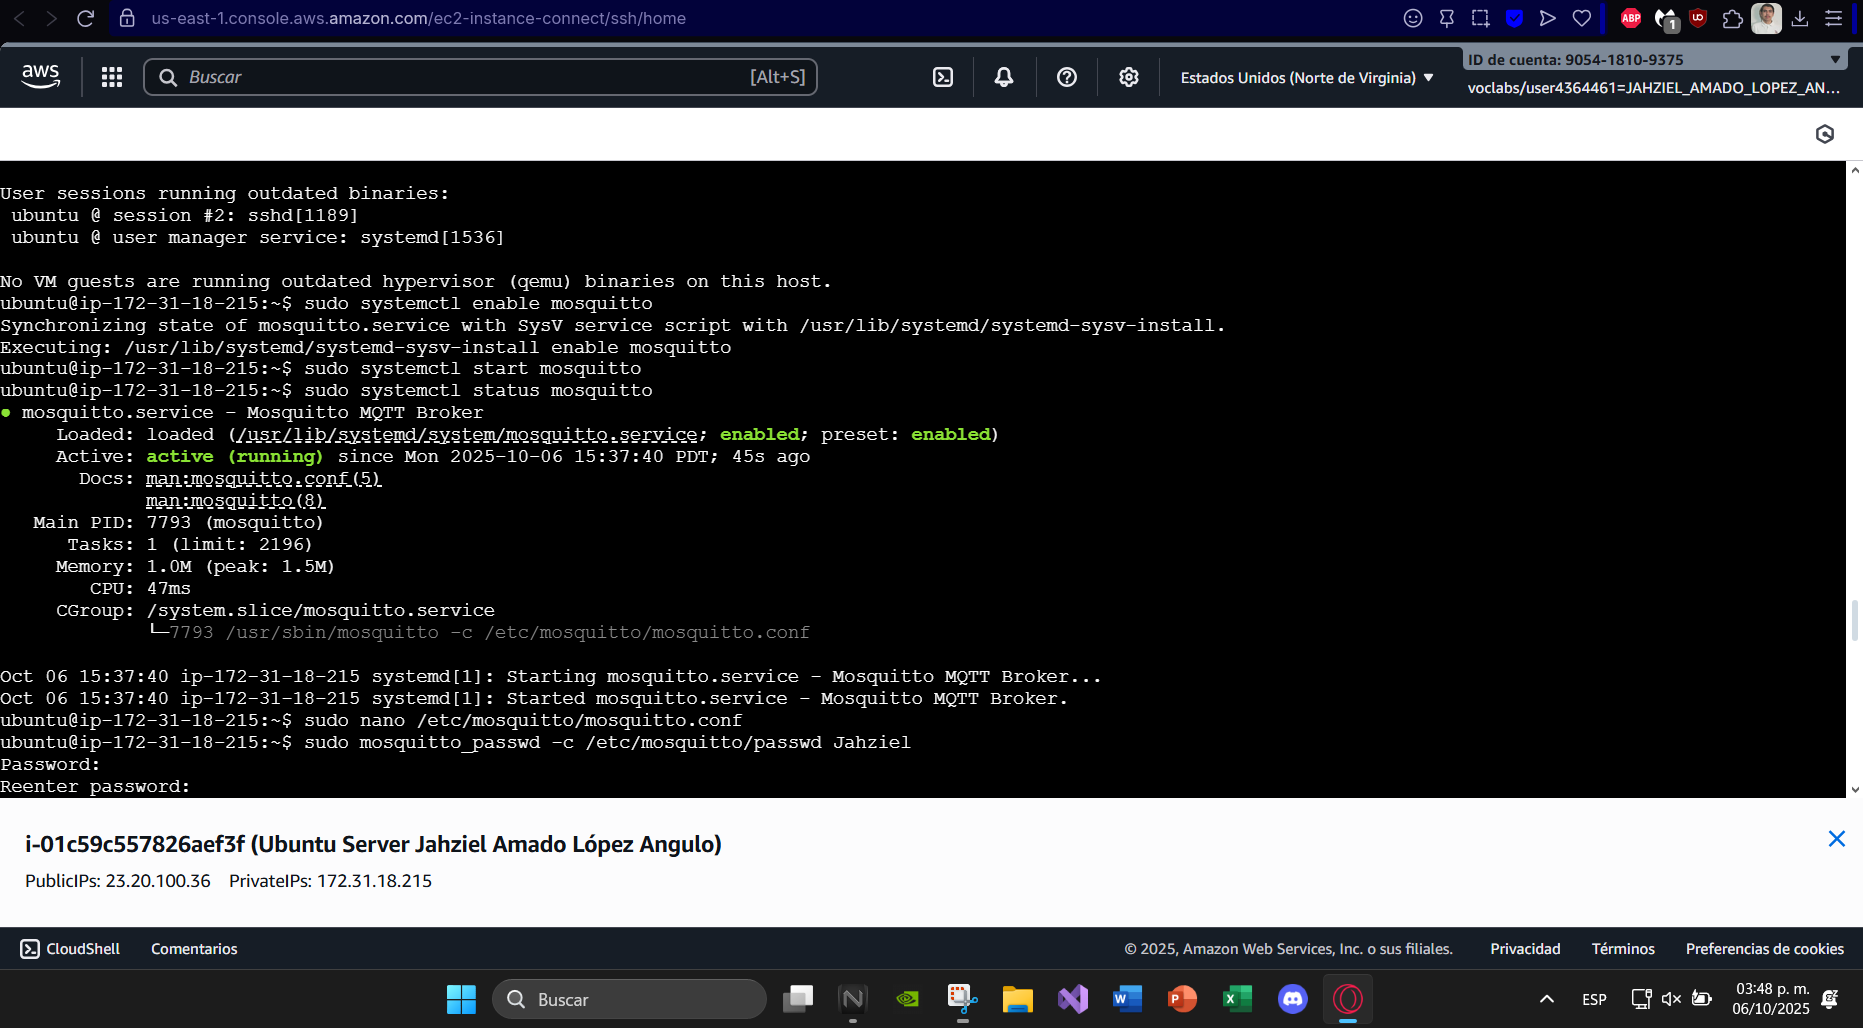 us-east-1.console.aws.amazon.com/ec2-instance-connect/ssh/home
ABP
1
aws
Buscar
[Alt+S]
Estados Unidos (Norte de Virginia)
ID de cuenta: 9054-1810-9375
voclabs/user4364461=JAHZIEL_AMADO_LOPEZ_AN...
User sessions running outdated binaries:
ubuntu @ session #2: sshd[1189]
ubuntu @ user manager service: systemd[1536]
No VM guests are running outdated hypervisor (qemu) binaries on this host.
ubuntu@ip-172-31-18-215:~$ sudo systemctl enable mosquitto
Synchronizing state of mosquitto.service with SysV service script with /usr/lib/systemd/systemd-sysv-install.
Executing: /usr/lib/systemd/systemd-sysv-install enable mosquitto
ubuntu@ip-172-31-18-215:~$ sudo systemctl start mosquitto
ubuntu@ip-172-31-18-215:~$ sudo systemctl status mosquitto
● mosquitto.service - Mosquitto MQTT Broker
Loaded: loaded (/usr/lib/systemd/system/mosquitto.service; enabled; preset: enabled)
Active: active (running) since Mon 2025-10-06 15:37:40 PDT; 45s ago
Docs: man:mosquitto.conf(5)
man:mosquitto(8)
Main PID: 7793 (mosquitto)
Tasks: 1 (limit: 2196)
Memory: 1.0M (peak: 1.5M)
CPU: 47ms
CGroup: /system.slice/mosquitto.service
└─7793 /usr/sbin/mosquitto -c /etc/mosquitto/mosquitto.conf
Oct 06 15:37:40 ip-172-31-18-215 systemd[1]: Starting mosquitto.service - Mosquitto MQTT Broker...
Oct 06 15:37:40 ip-172-31-18-215 systemd[1]: Started mosquitto.service - Mosquitto MQTT Broker.
ubuntu@ip-172-31-18-215:~$ sudo nano /etc/mosquitto/mosquitto.conf
ubuntu@ip-172-31-18-215:~$ sudo mosquitto_passwd -c /etc/mosquitto/passwd Jahziel
Password:
Reenter password:
i-01c59c557826aef3f (Ubuntu Server Jahziel Amado López Angulo)
PublicIPs: 23.20.100.36 PrivateIPs: 172.31.18.215
CloudShell
Comentarios
© 2025, Amazon Web Services, Inc. o sus filiales.
Privacidad
Términos
Preferencias de cookies
Buscar
ESP
03:48 p. m.
06/10/2025